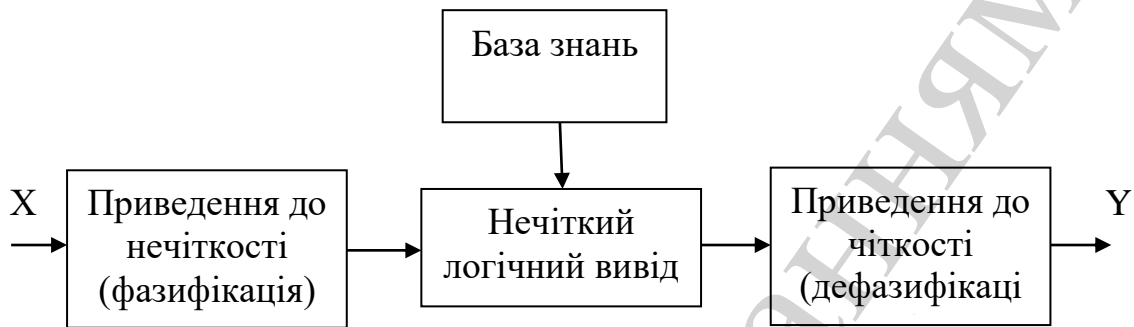 База знань
X
Приведення до
нечіткості
(фазифікація)
Нечіткий
логічний вивід
Приведення до
чіткості
(дефазифікаці
Y